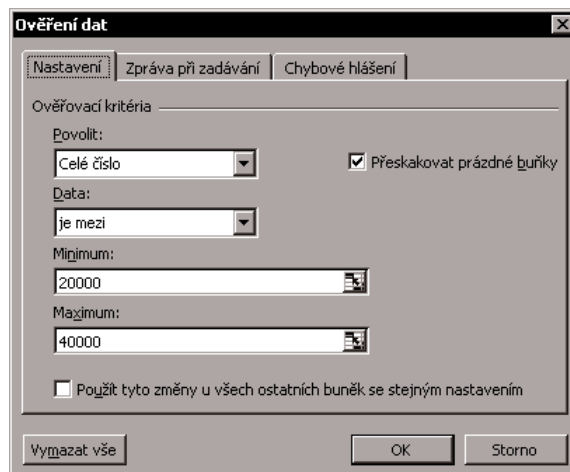 Ověření dat
Nastavení Zpráva při zadávání Chybové hlášení
Ověřovací kritéria
Povolit:
Celé číslo Přeskakovat prázdné buňky
Data:
je mezi
Minimum:
20000
Maximum:
40000
Použít tyto změny u všech ostatních buněk se stejným nastavením
Vymazat vše OK Storno